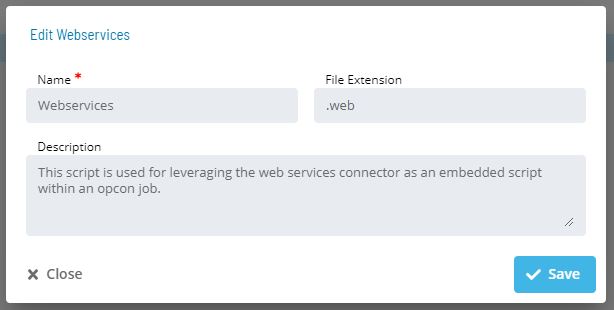 Edit Webservices
Name *
File Extension
Webservices
.web
Description
This script is used for leveraging the web services connector as an embedded script
within an opcon job.
Close
Save